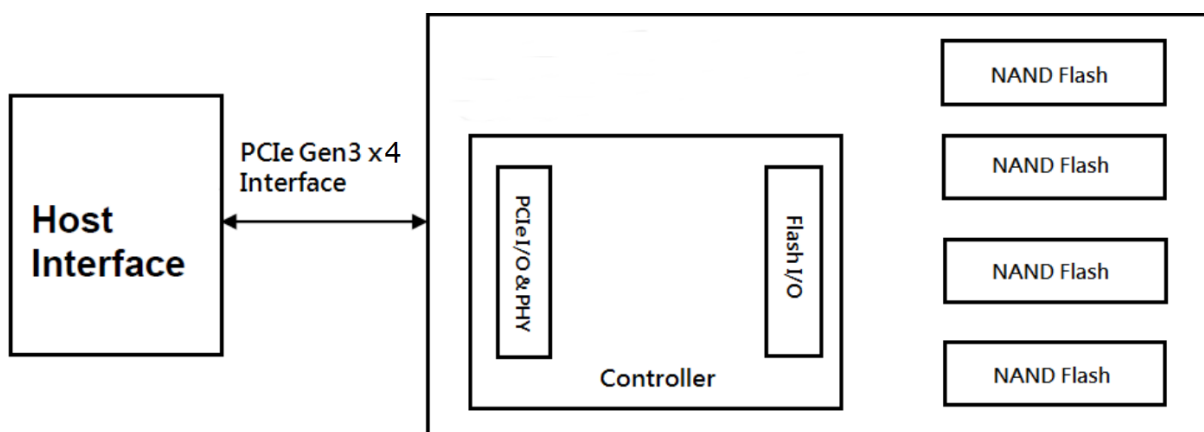 Host
Interface
PCIe Gen3 x4
Interface
PCIe I/O & PHY
Flash I/O
Controller
NAND Flash
NAND Flash
NAND Flash
NAND Flash